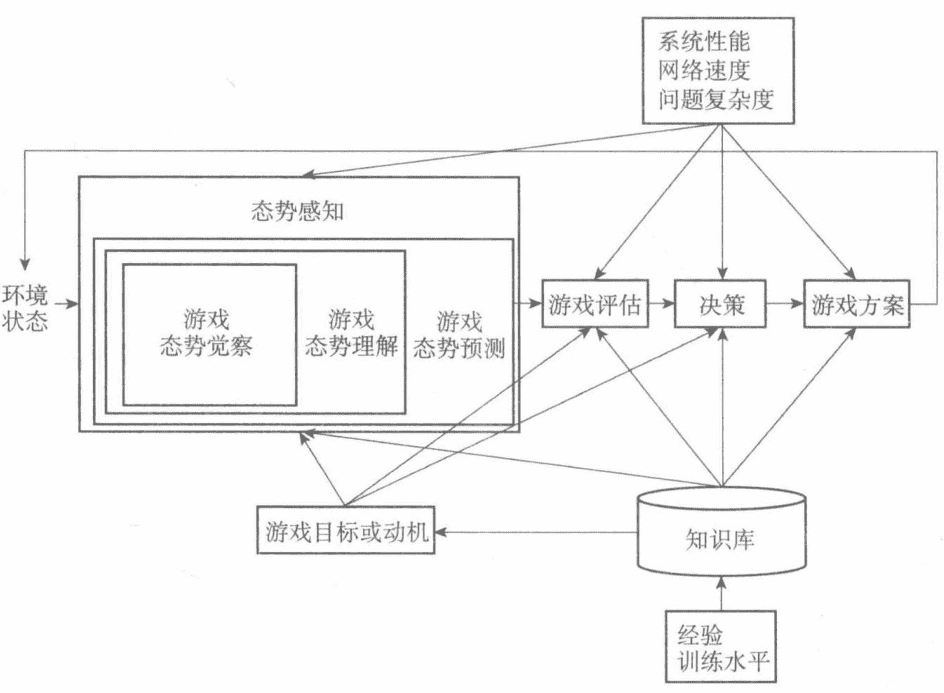 系统性能
网络速度
问题复杂度
态势感知
环境
状态
游戏
态势觉察
游戏
态势理解
游戏
态势预测
游戏评估
决策
游戏方案
游戏目标或动机
知识库
经验
训练水平